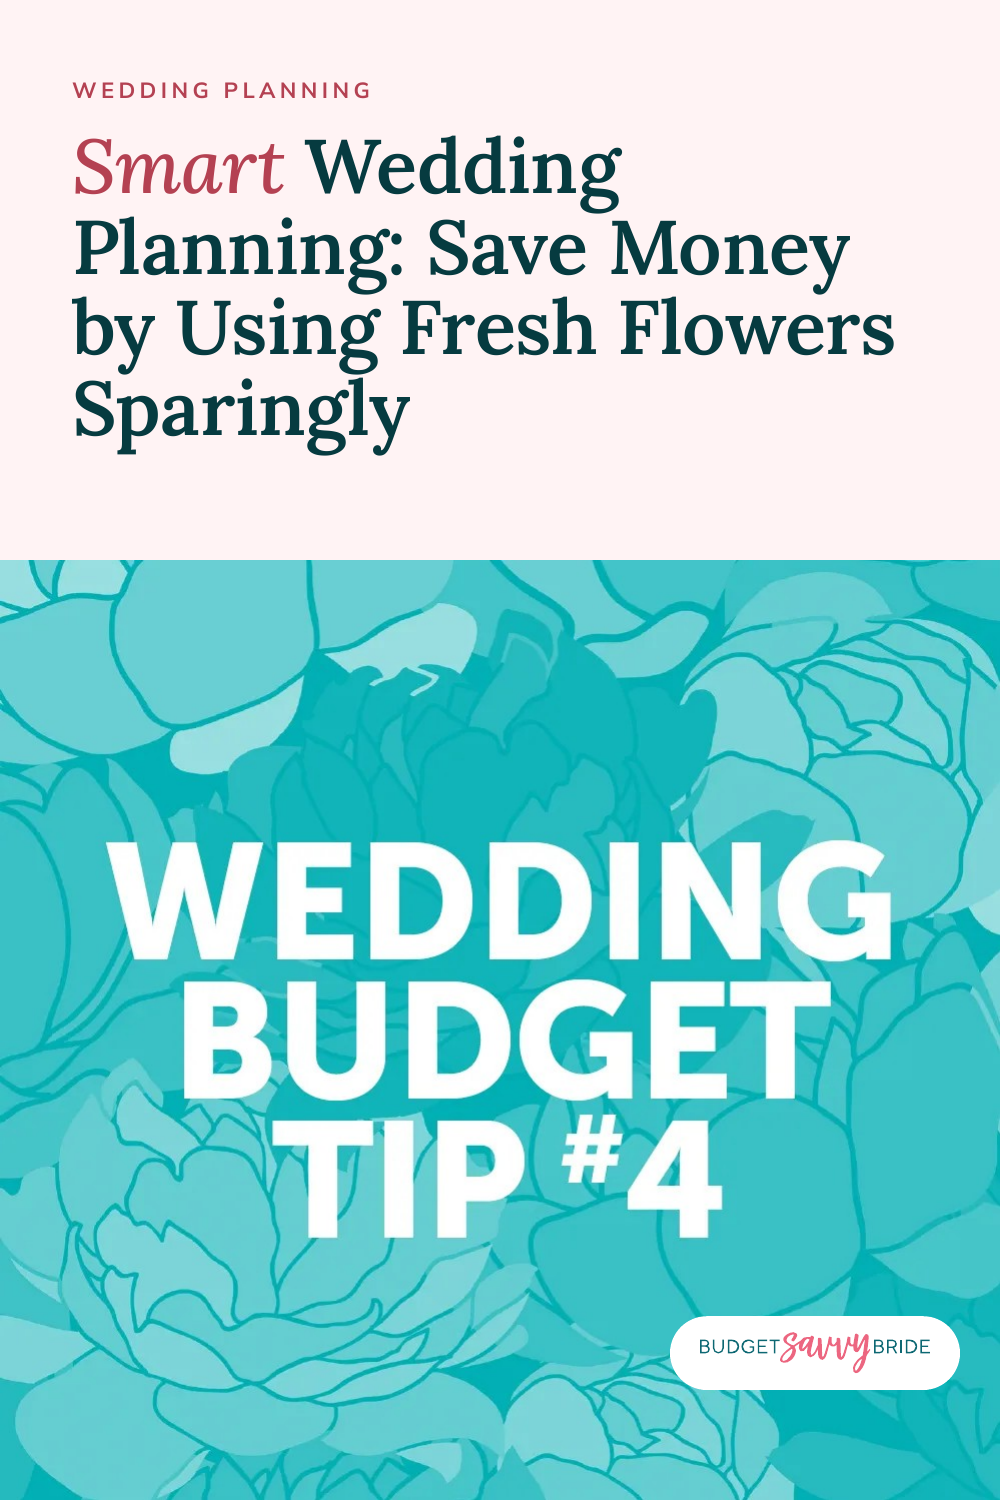 WEDDING PLANNING
Smart Wedding
Planning: Save Money
by Using Fresh Flowers
Sparingly
WEDDING
BUDGET
TIP #4
BUDGET savvy BRIDE